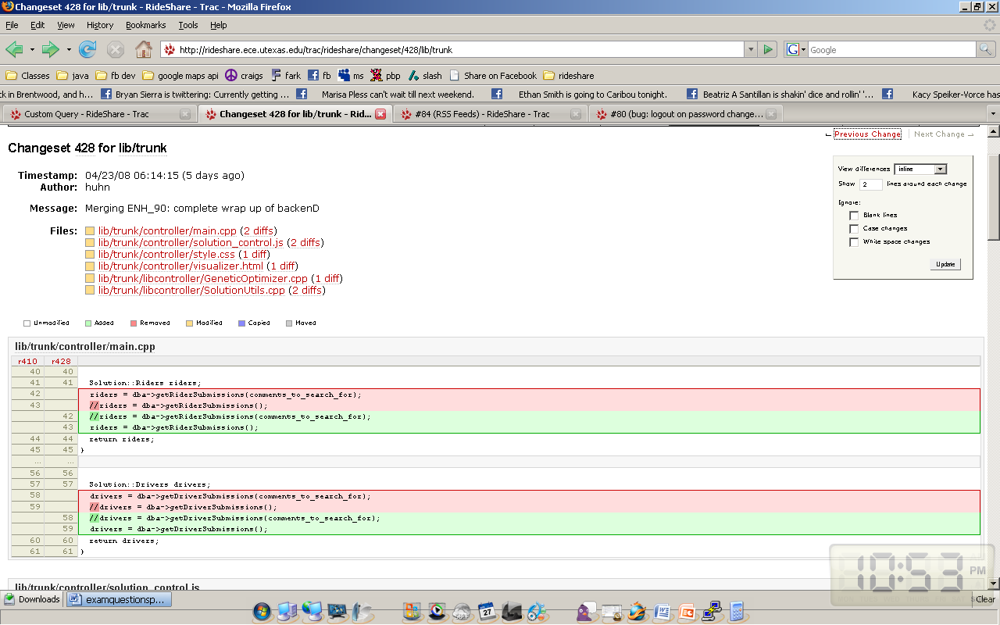 Changeset 428 for lib/trunk - RideShare - Trac - Mozilla Firefox
File Edit View History Bookmarks Tools Help
http://rideshare.ece.utexas.edu/trac/rideshare/changeset/428/lib/trunk
G Google
Classes java fb dev google maps api craigs fark fb ms pbp slash Share on Facebook rideshare
ck in Brentwood, and h... Bryan Sierra is twittering: Currently getting ... Marisa Pless can't wait till next weekend. Ethan Smith is going to Caribou tonight. Beatriz A Santillan is shakin' dice and rollin' '... Kacy Speiker-Vorce has
Custom Query - RideShare - Trac Changeset 428 for lib/trunk - Rid... #84 (RSS Feeds) - RideShare - Trac #80 (bug: logout on password change...
← Previous Change Next Change →
Changeset 428 for lib/trunk
View differences inline
Show 2 lines around each change
Ignore:
Blank lines
Case changes
White space changes
Update
Timestamp: 04/23/08 06:14:15 (5 days ago)
Author: huhn
Message: Merging ENH_90: complete wrap up of backenD
Files: lib/trunk/controller/main.cpp (2 diffs)
lib/trunk/controller/solution_control.js (2 diffs)
lib/trunk/controller/style.css (1 diff)
lib/trunk/controller/visualizer.html (1 diff)
lib/trunk/libcontroller/GeneticOptimizer.cpp (1 diff)
lib/trunk/libcontroller/SolutionUtils.cpp (2 diffs)
Unmodified Added Removed Modified Copied Moved
lib/trunk/controller/main.cpp
r410 r428
40 40
41 41 Solution::Riders riders;
42 riders = dba->getRiderSubmissions(comments_to_search_for);
43 //riders = dba->getRiderSubmissions();
42 //riders = dba->getRiderSubmissions(comments_to_search_for);
43 riders = dba->getRiderSubmissions();
44 44 return riders;
45 45 }
... ...
56 56
57 57 Solution::Drivers drivers;
58 drivers = dba->getDriverSubmissions(comments_to_search_for);
59 //drivers = dba->getDriverSubmissions();
58 //drivers = dba->getDriverSubmissions(comments_to_search_for);
59 drivers = dba->getDriverSubmissions();
60 60 return drivers;
61 61 }
lib/trunk/controller/solution_control.js
10:53 PM
Downloads examquestionsp... Clear
27